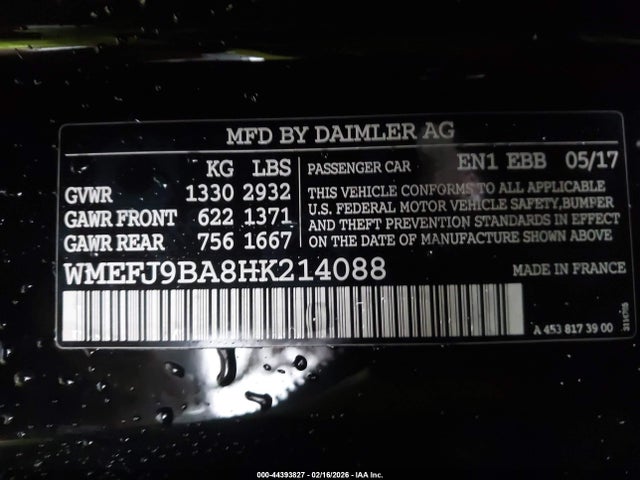 MFD BY DAIMLER AG
KG LBS
GVWR 1330 2932
GAWR FRONT 622 1371
GAWR REAR 756 1667
PASSENGER CAR EN1 EBB 05/17
THIS VEHICLE CONFORMS TO ALL APPLICABLE
U.S. FEDERAL MOTOR VEHICLE SAFETY,BUMPER
AND THEFT PREVENTION STANDARDS IN EFFECT
ON THE DATE OF MANUFACTURE SHOWN ABOVE.
WMEFJ9BA8HK214088
MADE IN FRANCE
A 453 817 39 00
000-44393827 - 02/16/2026 - IAA Inc.